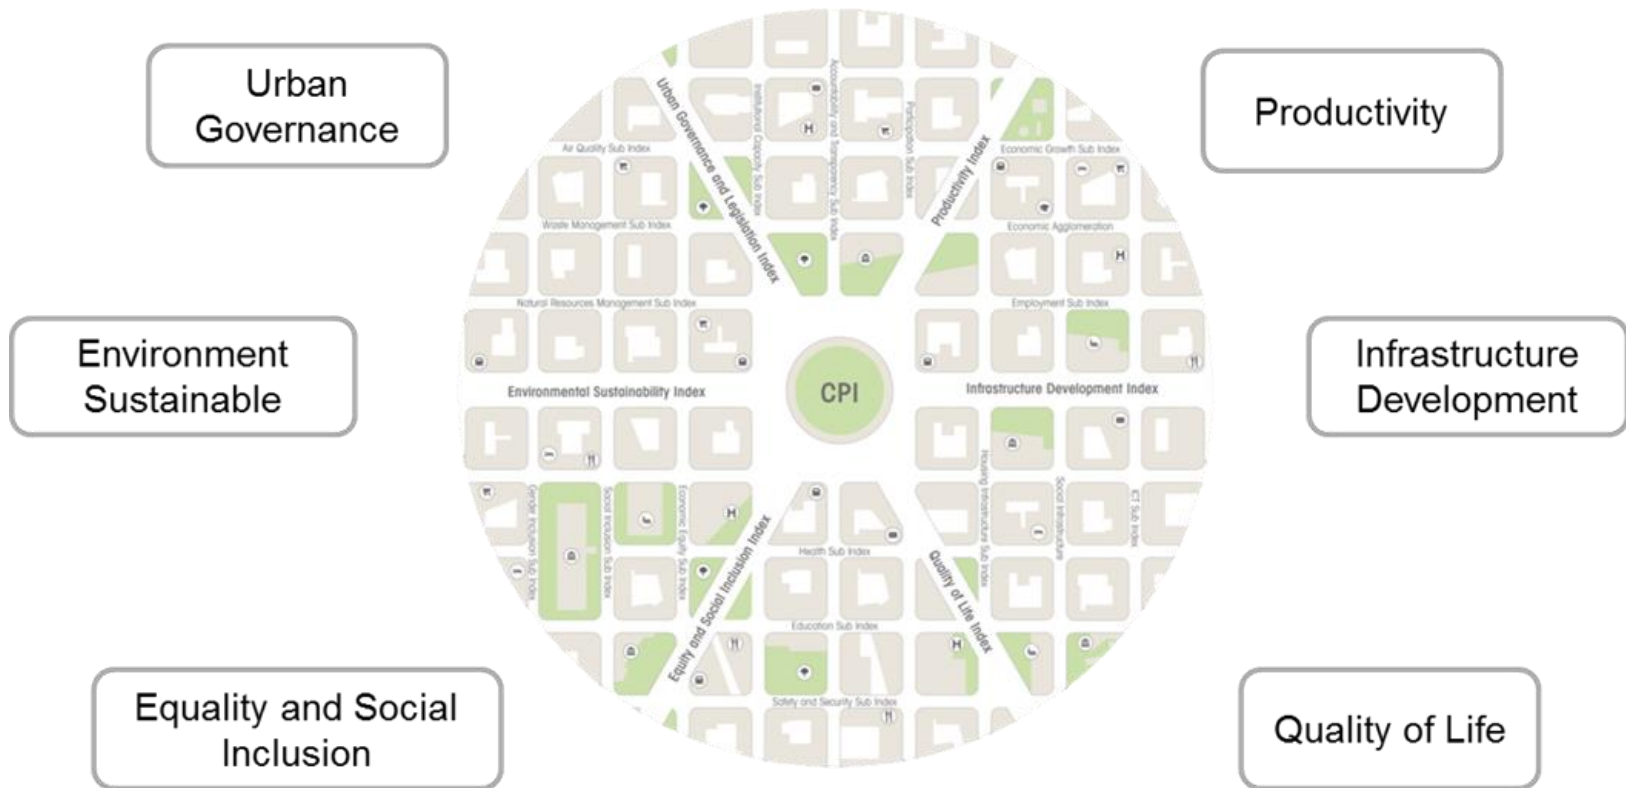 Urban
Governance
Productivity
Environment
Sustainable
Infrastructure
Development
Equality and Social
Inclusion
Quality of Life
Urban Governance and Legislation Index
Institutional Capacity Sub Index
Accountability and Transparency Sub Index
Participation Sub Index
Productivity Index
Air Quality Sub Index
Economic Growth Sub Index
Waste Management Sub Index
Economic Agglomeration
Natural Resources Management Sub Index
Employment Sub Index
Environmental Sustainability Index
CPI
Infrastructure Development Index
Gender Inclusion Sub Index
Social Inclusion Sub Index
Economic Equity Sub Index
Equity and Social Inclusion Index
Health Sub Index
Education Sub Index
Safety and Security Sub Index
Quality of Life Index
Housing Infrastructure Sub Index
Social Infrastructure
ICT Sub Index